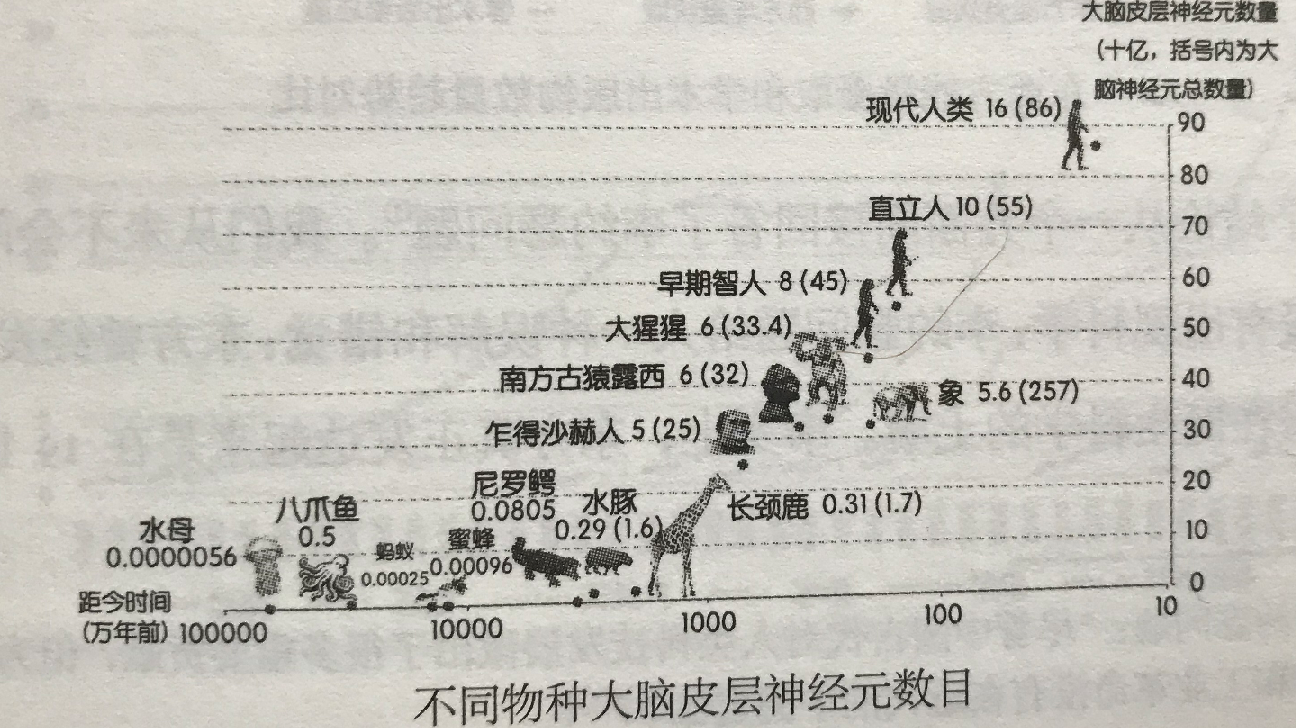 大脑皮层神经元数量
(十亿，括号内为大
脑神经元总数量)
现代人类 16 (86)
90
80
直立人 10 (55)
70
早期智人 8 (45)
60
大猩猩 6 (33.4)
50
南方古猿露西 6 (32)
40
象 5.6 (257)
乍得沙赫人 5 (25)
30
尼罗鳄
0.0805
20
水豚
0.29 (1.6)
长颈鹿 0.31 (1.7)
八爪鱼
0.5
水母
0.0000056
蚂蚁
0.00025
蜜蜂
0.00096
10
0
距今时间
(万年前)
100000
10000
1000
100
10
不同物种大脑皮层神经元数目